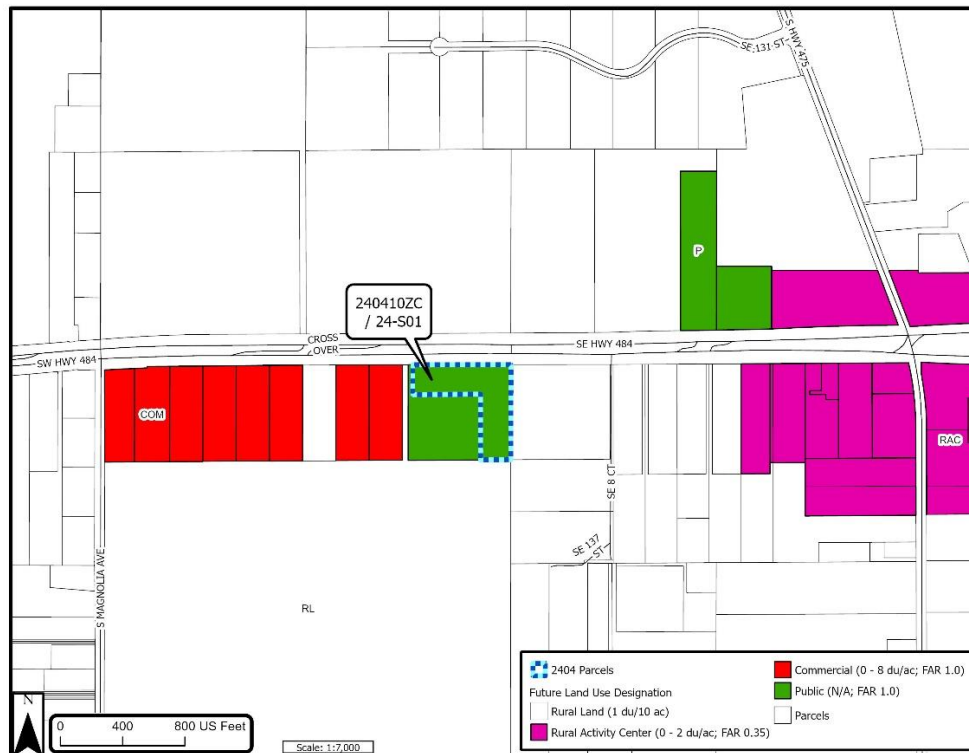 SE 131 ST
S HWY 475
P
240410ZC
/ 24-S01
CROSS
OVER
SE HWY 484
SW HWY 484
COM
RAC
SE 8 CT
SE 137
ST
S MAGNOLIA AVE
RL
N
0 400 800 US Feet
Scale: 1:7,000
2404 Parcels
Future Land Use Designation
Rural Land (1 du/10 ac)
Rural Activity Center (0 - 2 du/ac; FAR 0.35)
Commercial (0 - 8 du/ac; FAR 1.0)
Public (N/A; FAR 1.0)
Parcels